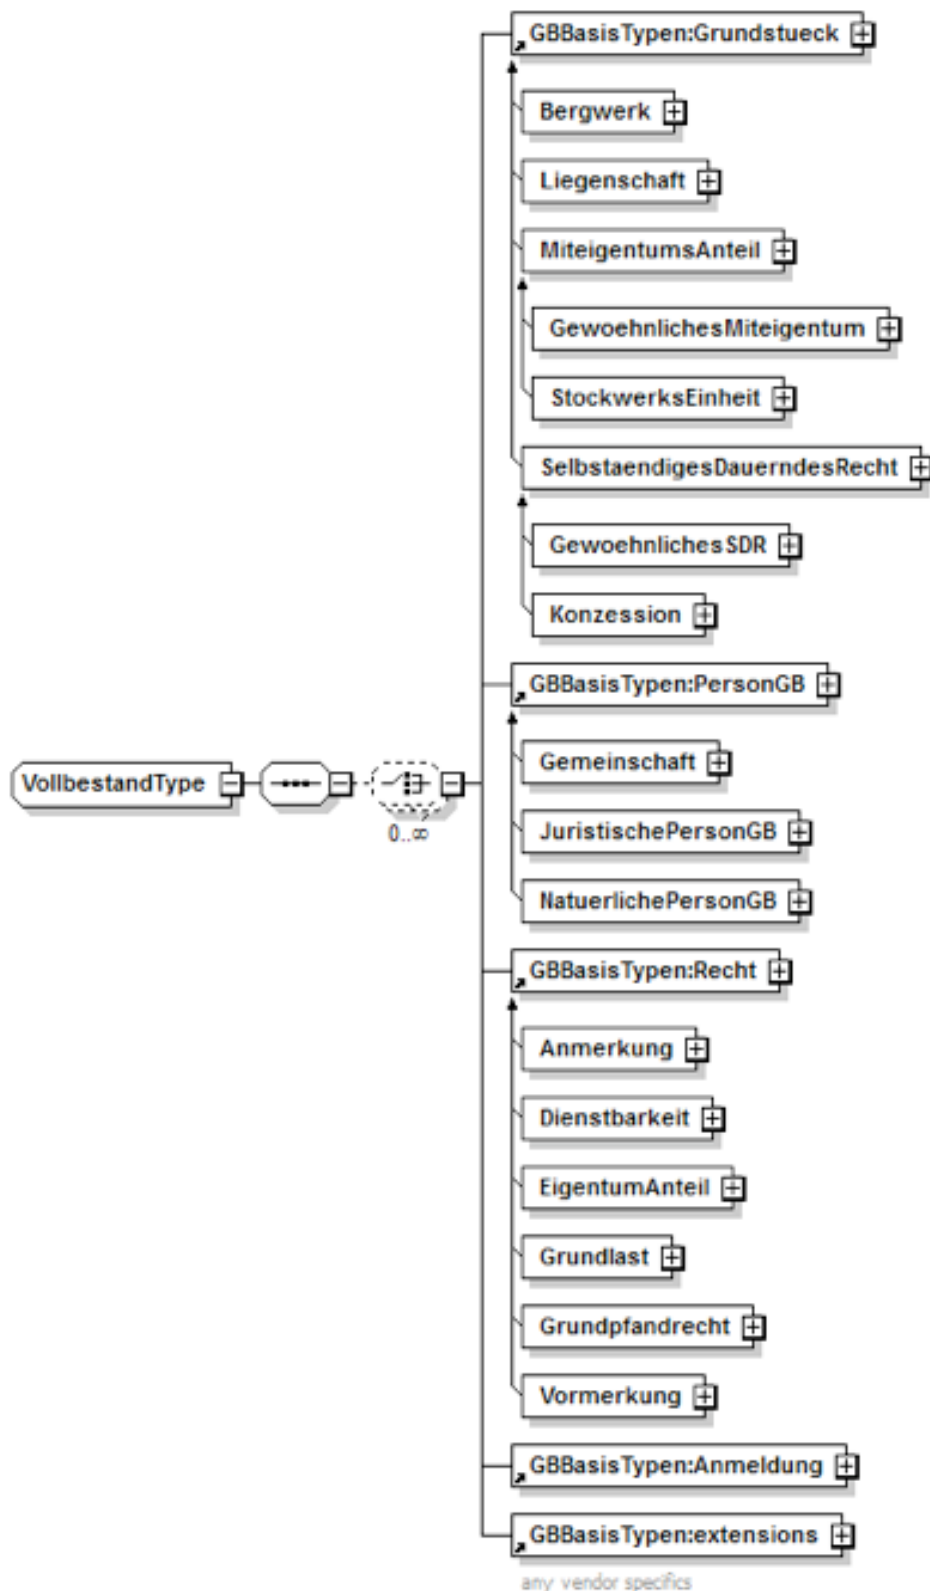 GBBasisTypen:Grundstueck
Bergwerk
Liegenschaft
MiteigentumsAnteil
GewoehnlichesMiteigentum
StockwerksEinheit
SelbstaendigesDauerndesRecht
GewoehnlichesSDR
Konzession
GBBasisTypen:PersonGB
Gemeinschaft
VollbestandType
0..∞
JuristischePersonGB
NatuerlichePersonGB
GBBasisTypen:Recht
Anmerkung
Dienstbarkeit
EigentumAnteil
Grundlast
Grundpfandrecht
Vormerkung
GBBasisTypen:Anmeldung
GBBasisTypen:extensions
any vendor specifics